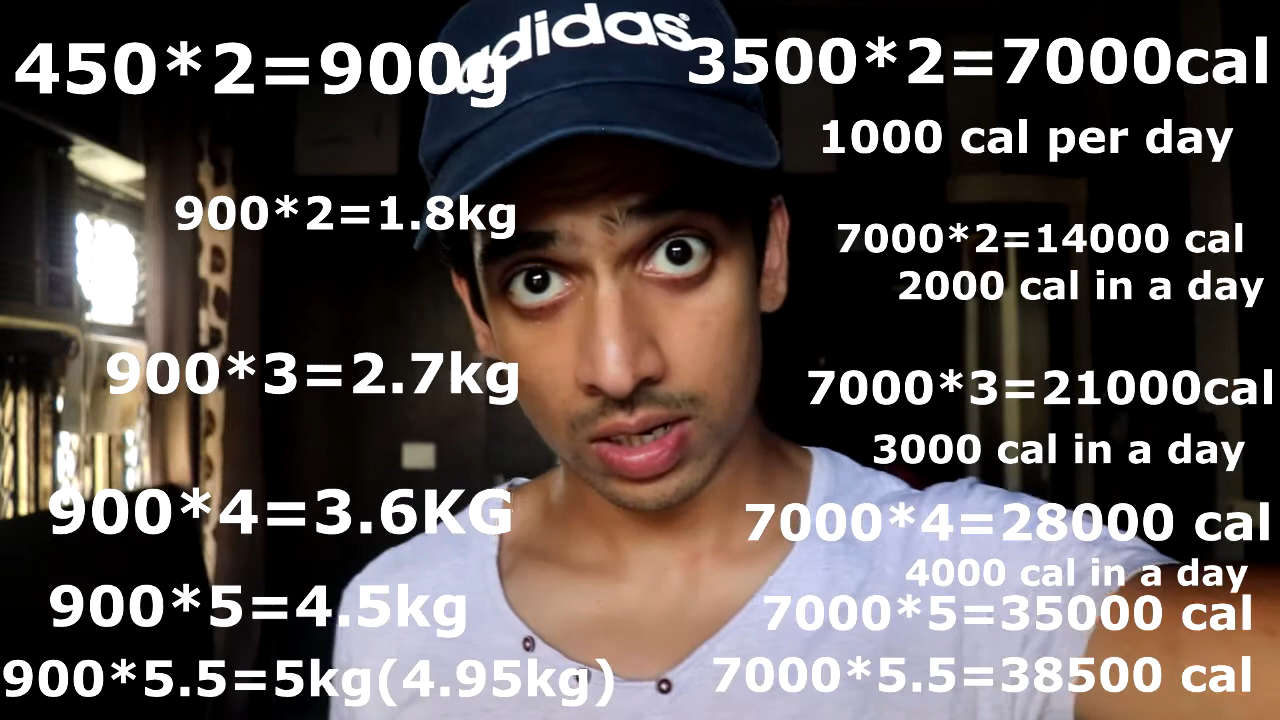 adidas
450*2=900g
3500*2=7000cal
1000 cal per day
900*2=1.8kg
7000*2=14000 cal
2000 cal in a day
900*3=2.7kg
7000*3=21000cal
3000 cal in a day
900*4=3.6KG
7000*4=28000 cal
4000 cal in a day
900*5=4.5kg
7000*5=35000 cal
900*5.5=5kg(4.95kg)
7000*5.5=38500 cal